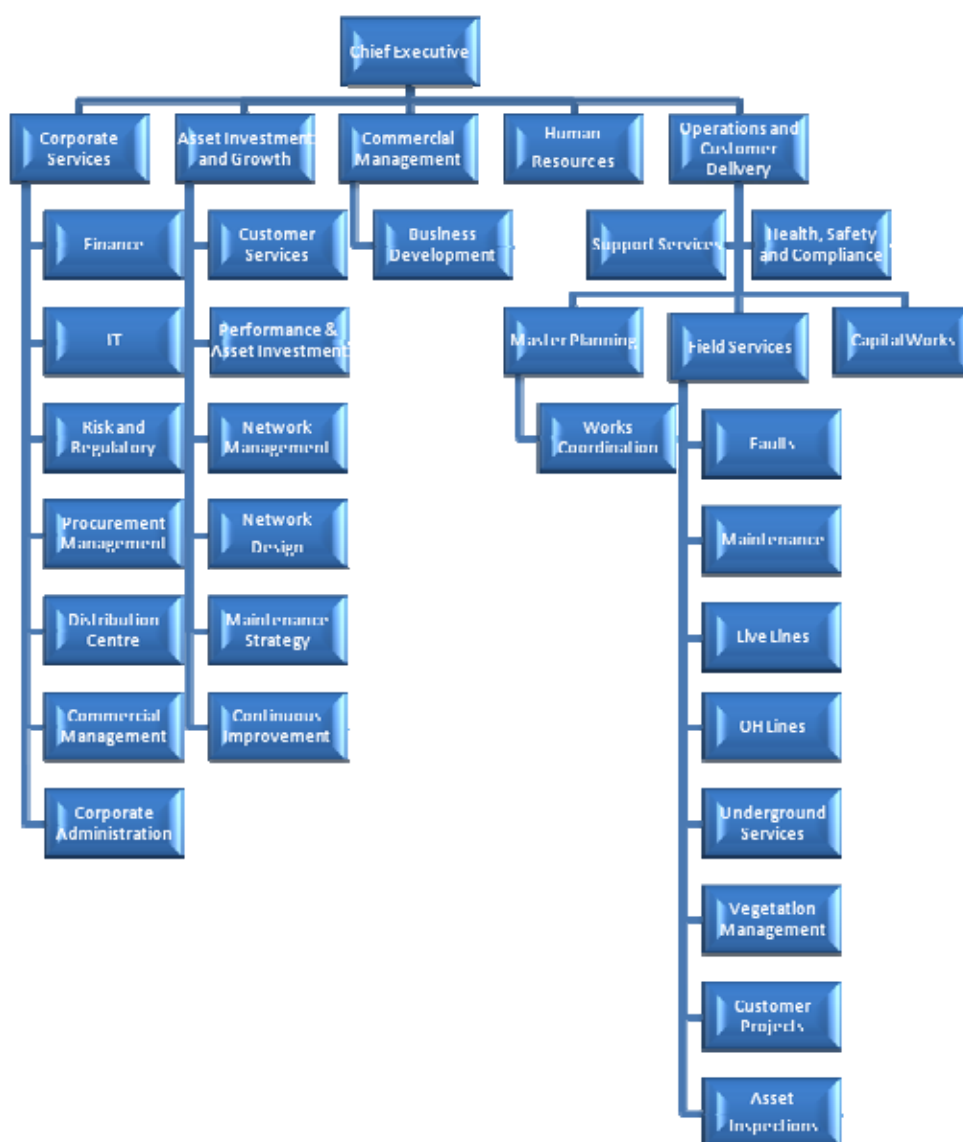 Chief Executive
Corporate
Services
Asset Investment
and Growth
Commercial
Management
Human
Resources
Operations and
Customer
Delivery
Finance
Customer
Services
Business
Development
Support Services
Health, Safety
and Compliance
IT
Performance &
Asset Investment
Master Planning
Field Services
Capital Works
Risk and
Regulatory
Network
Management
Works
Coordination
Faults
Procurement
Management
Network
Design
Maintenance
Distribution
Centre
Maintenance
Strategy
Live Lines
Commercial
Management
Continuous
Improvement
OH Lines
Corporate
Administration
Underground
Services
Vegetation
Management
Customer
Projects
Asset
Inspections